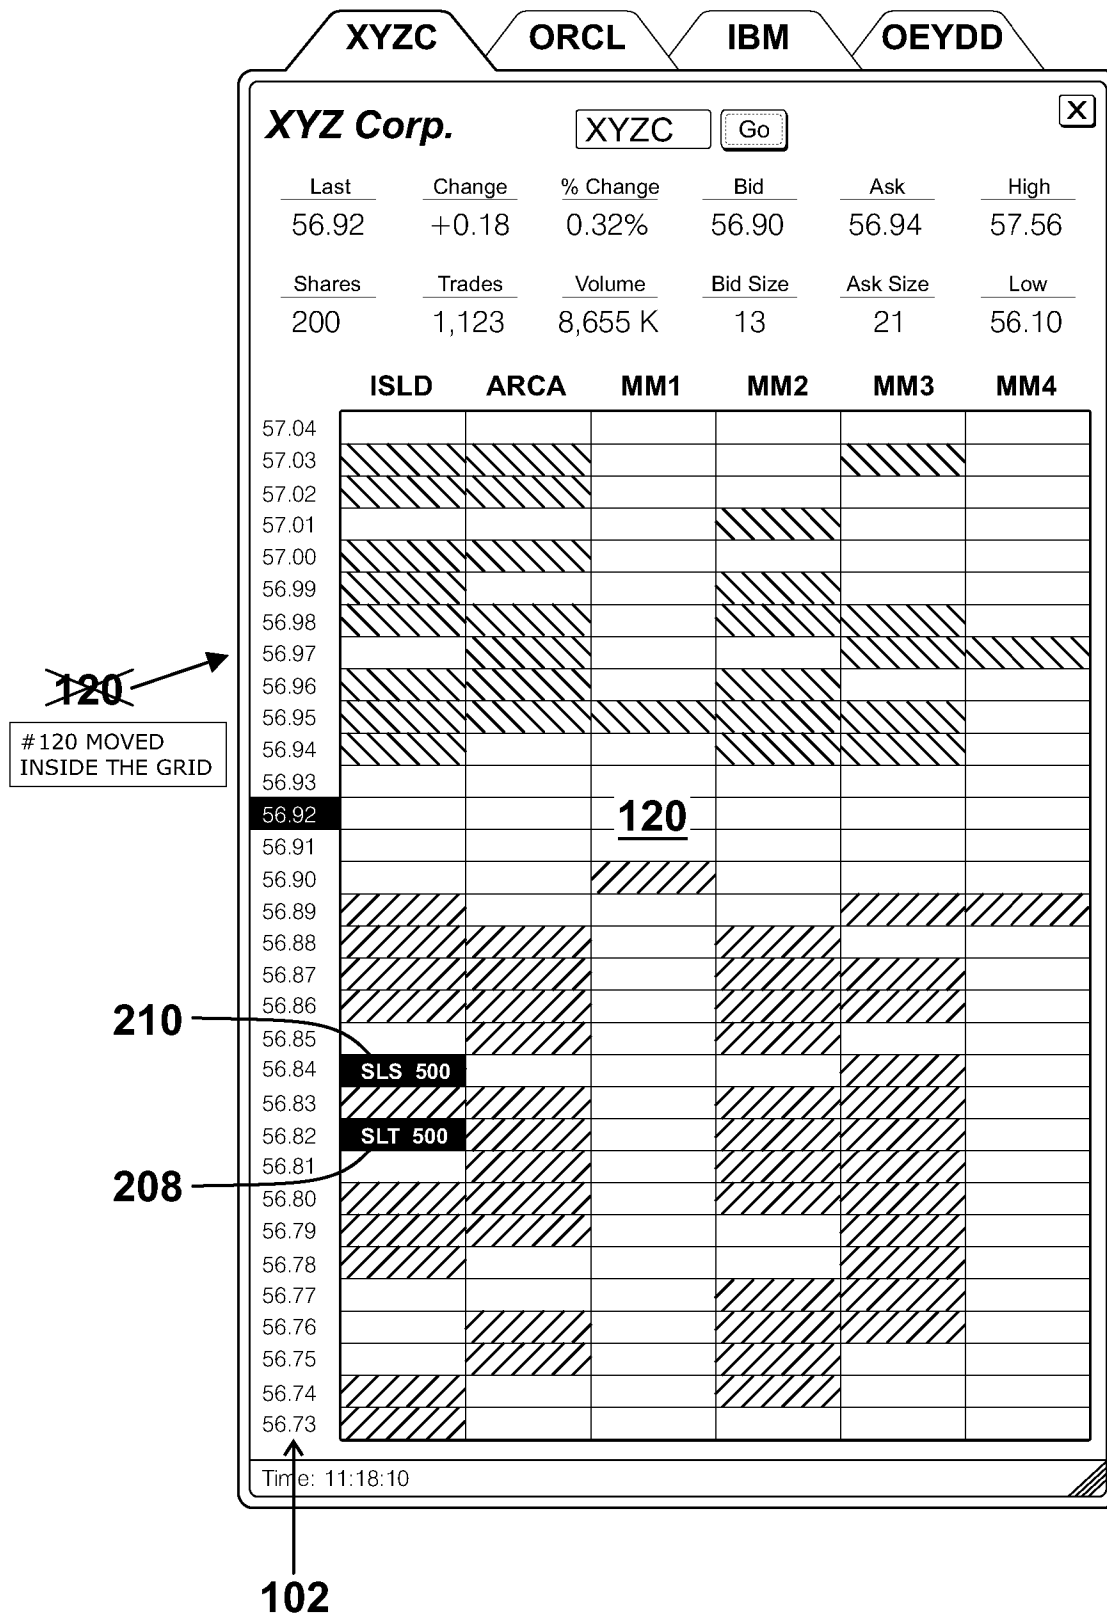 XYZC ORCL IBM OEYDD
XYZ Corp. XYZC Go X
Last Change % Change Bid Ask High
56.92 +0.18 0.32% 56.90 56.94 57.56
Shares Trades Volume Bid Size Ask Size Low
200 1,123 8,655 K 13 21 56.10
ISLD ARCA MM1 MM2 MM3 MM4
57.04
57.03
57.02
57.01
57.00
56.99
56.98
56.97
120
56.96
56.95
#120 MOVED
INSIDE THE GRID
56.94
56.93
56.92 120
56.91
56.90
56.89
56.88
56.87
56.86
210
56.85
56.84 SLS 500
56.83
56.82 SLT 500
56.81
208
56.80
56.79
56.78
56.77
56.76
56.75
56.74
56.73
Time: 11:18:10
102